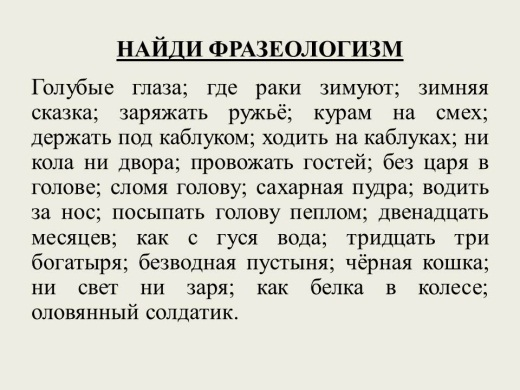 НАЙДИ ФРАЗЕОЛОГИЗМ
Голубые глаза; где раки зимуют; зимняя
сказка; заряжать ружьё; курам на смех;
держать под каблуком; ходить на каблуках; ни
кола ни двора; провожать гостей; без царя в
голове; сломя голову; сахарная пудра; водить
за нос; посыпать голову пеплом; двенадцать
месяцев; как с гуся вода; тридцать три
богатыря; безводная пустыня; чёрная кошка;
ни свет ни заря; как белка в колесе;
оловянный солдатик.